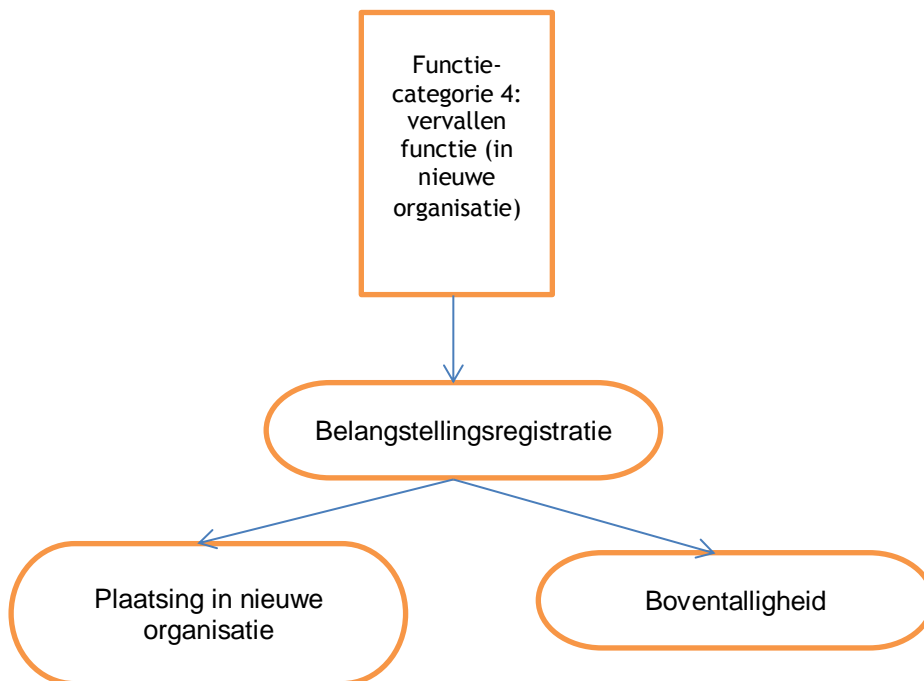 Functie-
categorie 4:
vervallen
functie (in
nieuwe
organisatie)
Belangstellingsregistratie
Plaatsing in nieuwe
organisatie
Boventalligheid